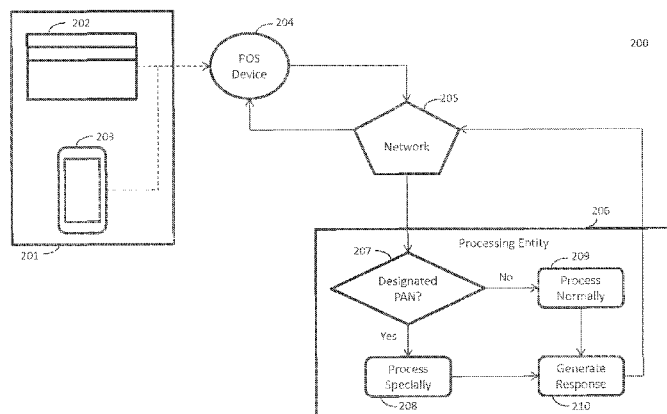 202
204
200
POS
Device
205
203
Network
201
206
Processing Entity
207
209
Designated
PAN?
No
Process
Normally
Yes
Process
Specially
Generate
Response
208
210